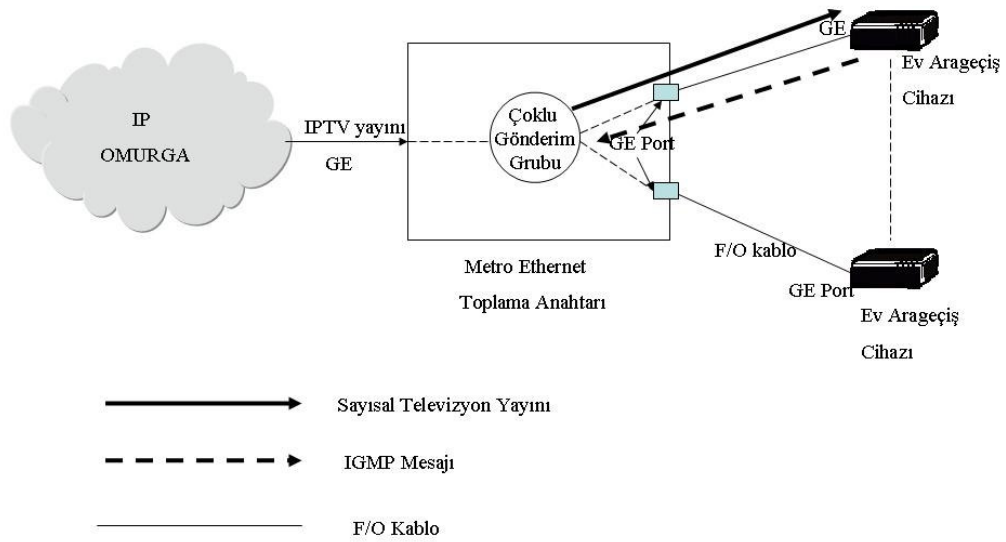 GE
Ev Arageçiş
Cihazı
IP
OMURGA
IPTV yayını
GE
Çoklu
Gönderim
Grubu
GE Port
Metro Ethernet
Toplama Anahtarı
F/O kablo
GE Port
Ev Arageçiş
Cihazı
Sayısal Televizyon Yayını
IGMP Mesajı
F/O Kablo